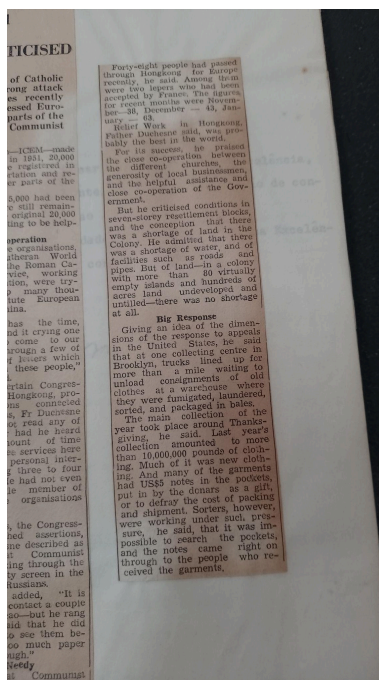 TICISED
of Catholic
rong attack
es recently
essed Euro-
parts of the
Communist
—ICEM—made
in 1951, 20,000
registered in
ctation and re-
er parts of the
3,000 had been
e still remain-
original 20,000
ing to be help-
operation
e organisations,
utheran World
he Roman Ca-
vice, working
tion, were try-
many thou-
tute European
ina.
has the time,
nd it crying one
come to our
rough a few of
f letters which
these people,"
rtain Congres-
Hongkong, pro-
ns connected
s, Fr Duchesne
or read any of
had he heard
ount of time
e services here
personal inter-
g three to four
e had not even
le member of
organisations
s, the Congress-
hed assertions,
me described as
st Communist
ing through the
ty screen in the
Russians.
added, "It is
contact a couple
ao—but he rang
aid that he did
o see them be-
oo much paper
ugh."
Needy
st Communist
Forty-eight people had passed
through Hongkong for Europe
recently, he said. Among them
were two lepers who had been
accepted by France. The figures
for recent months were Novem-
ber—38, December — 43, Jan-
uary — 63.
Relief Work in Hongkong,
Father Duchesne said, was pro-
bably the best in the world.
For its success, he praised
the close co-operation between
the different churches, the
generosity of local businessmen,
and the helpful assistance and
close co-operation of the Gov-
ernment.
But he criticised conditions in
seven-storey resettlement blocks,
and the conception that there
was a shortage of land in the
Colony. He admitted that there
was a shortage of water, and of
facilities such as roads and
pipes. But of land—in a colony
with more than 80 virtually
empty islands and hundreds of
acres land undeveloped and
untilled—there was no shortage
at all.
Big Response
Giving an idea of the dimen-
sions of the response to appeals
in the United States, he said
that at one collecting centre in
Brooklyn, trucks lined up for
more than a mile waiting to
unload consignments of old
clothes at a warehouse where
they were fumigated, laundered,
sorted, and packaged in bales.
The main collection of the
year took place around Thanks-
giving, he said. Last year's
collection amounted to more
than 10,000,000 pounds of cloth-
ing. Much of it was new cloth-
ing. And many of the garments
had US$5 notes in the pockets,
put in by the donars as a gift,
or to defray the cost of packing
and shipment. Sorters, however,
were working under such pres-
sure, he said, that it was im-
possible to search the pockets,
and the notes came right on
through to the people who re-
ceived the garments.